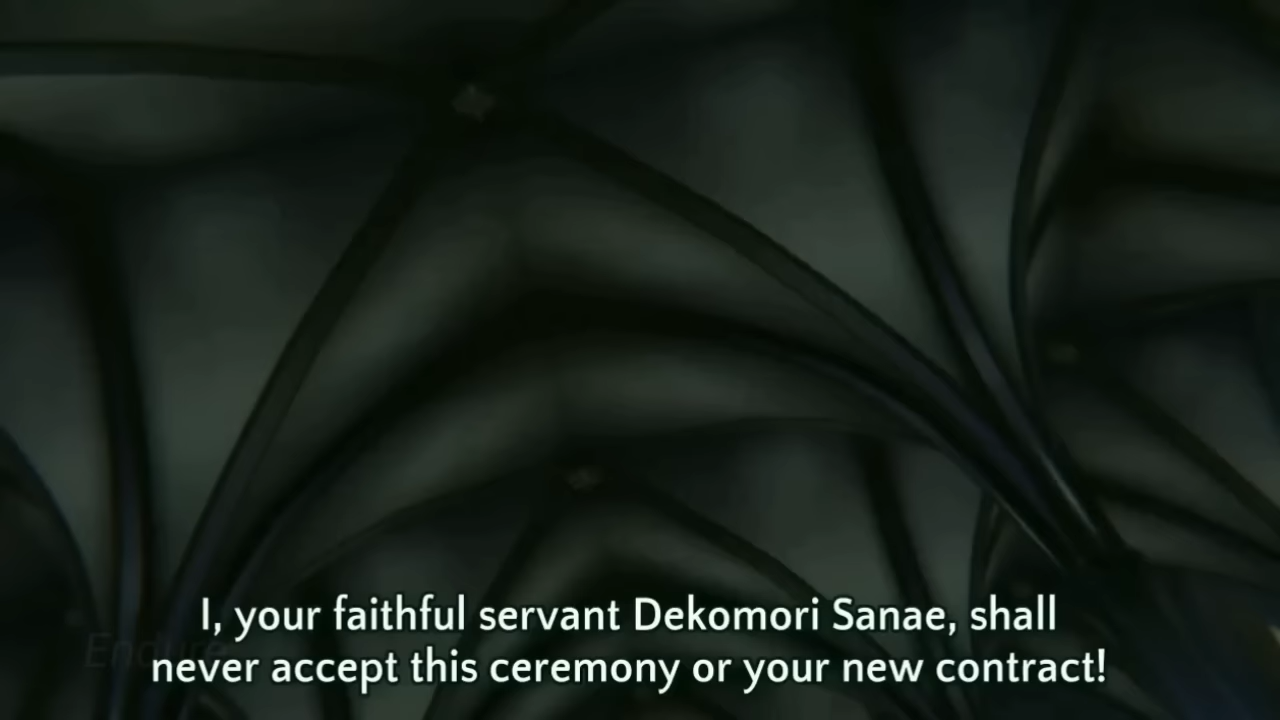 I, your faithful servant Dekomori Sanae, shall
never accept this ceremony or your new contract!